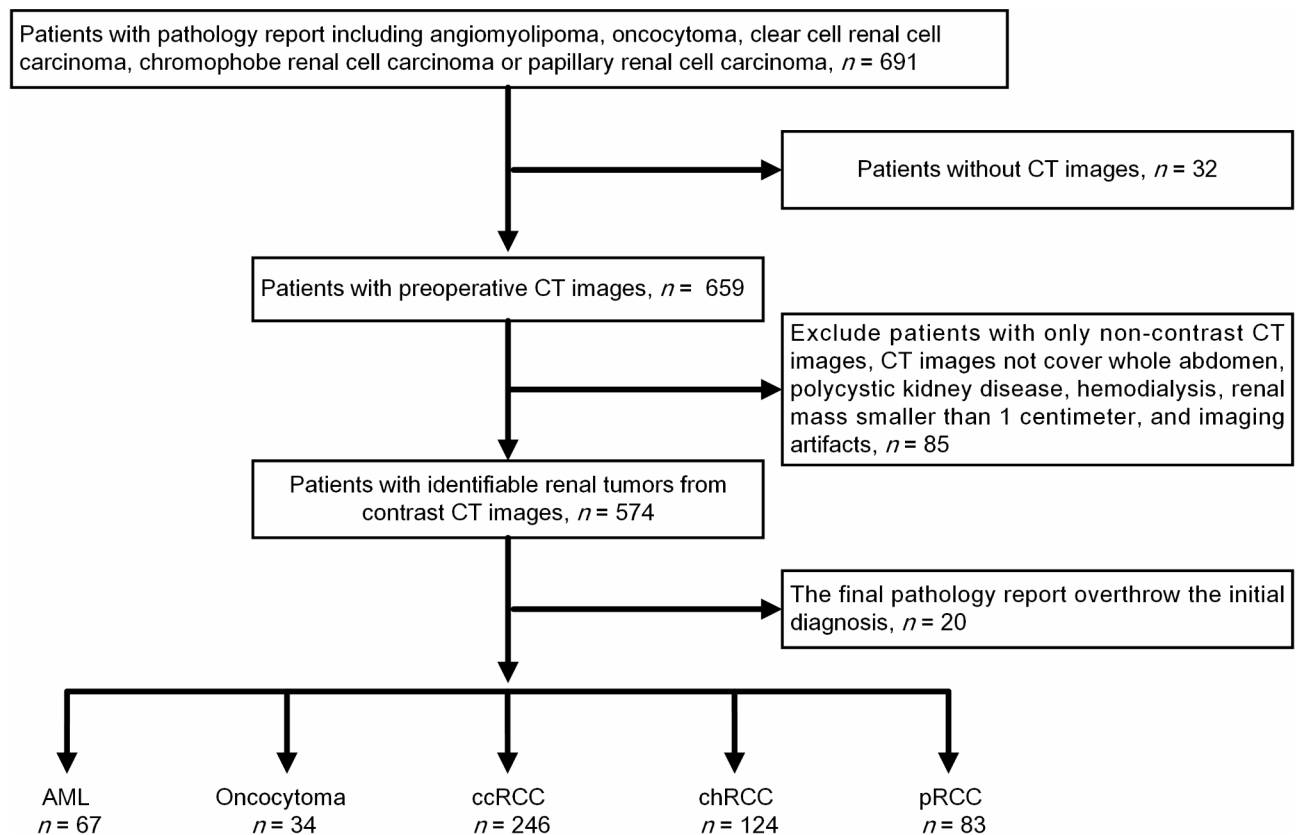 Patients with pathology report including angiomyolipoma, oncocytoma, clear cell renal cell
carcinoma, chromophobe renal cell carcinoma or papillary renal cell carcinoma, n = 691
Patients without CT images, n = 32
Patients with preoperative CT images, n = 659
Exclude patients with only non-contrast CT
images, CT images not cover whole abdomen,
polycystic kidney disease, hemodialysis, renal
mass smaller than 1 centimeter, and imaging
artifacts, n = 85
Patients with identifiable renal tumors from
contrast CT images, n = 574
The final pathology report overthrow the initial
diagnosis, n = 20
AML
n = 67
Oncocytoma
n = 34
ccRCC
n = 246
chRCC
n = 124
pRCC
n = 83